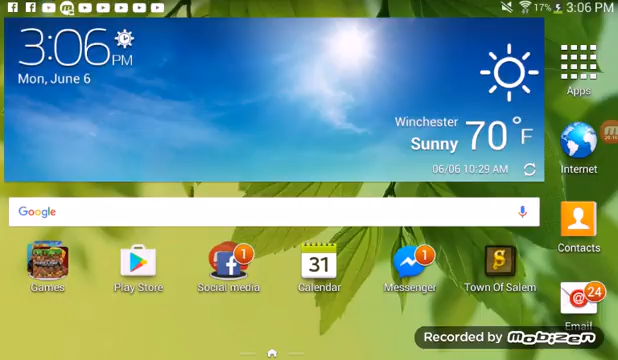 17% 3:06 PM
3:06 PM
Mon, June 6
Winchester
Sunny 70°F
06/06 10:29 AM
Apps
Internet
Google
Contacts
1
31
1
S
Games
Play Store
Social media
Calendar
Messenger
Town Of Salem
24
Email
Recorded by Mobizen